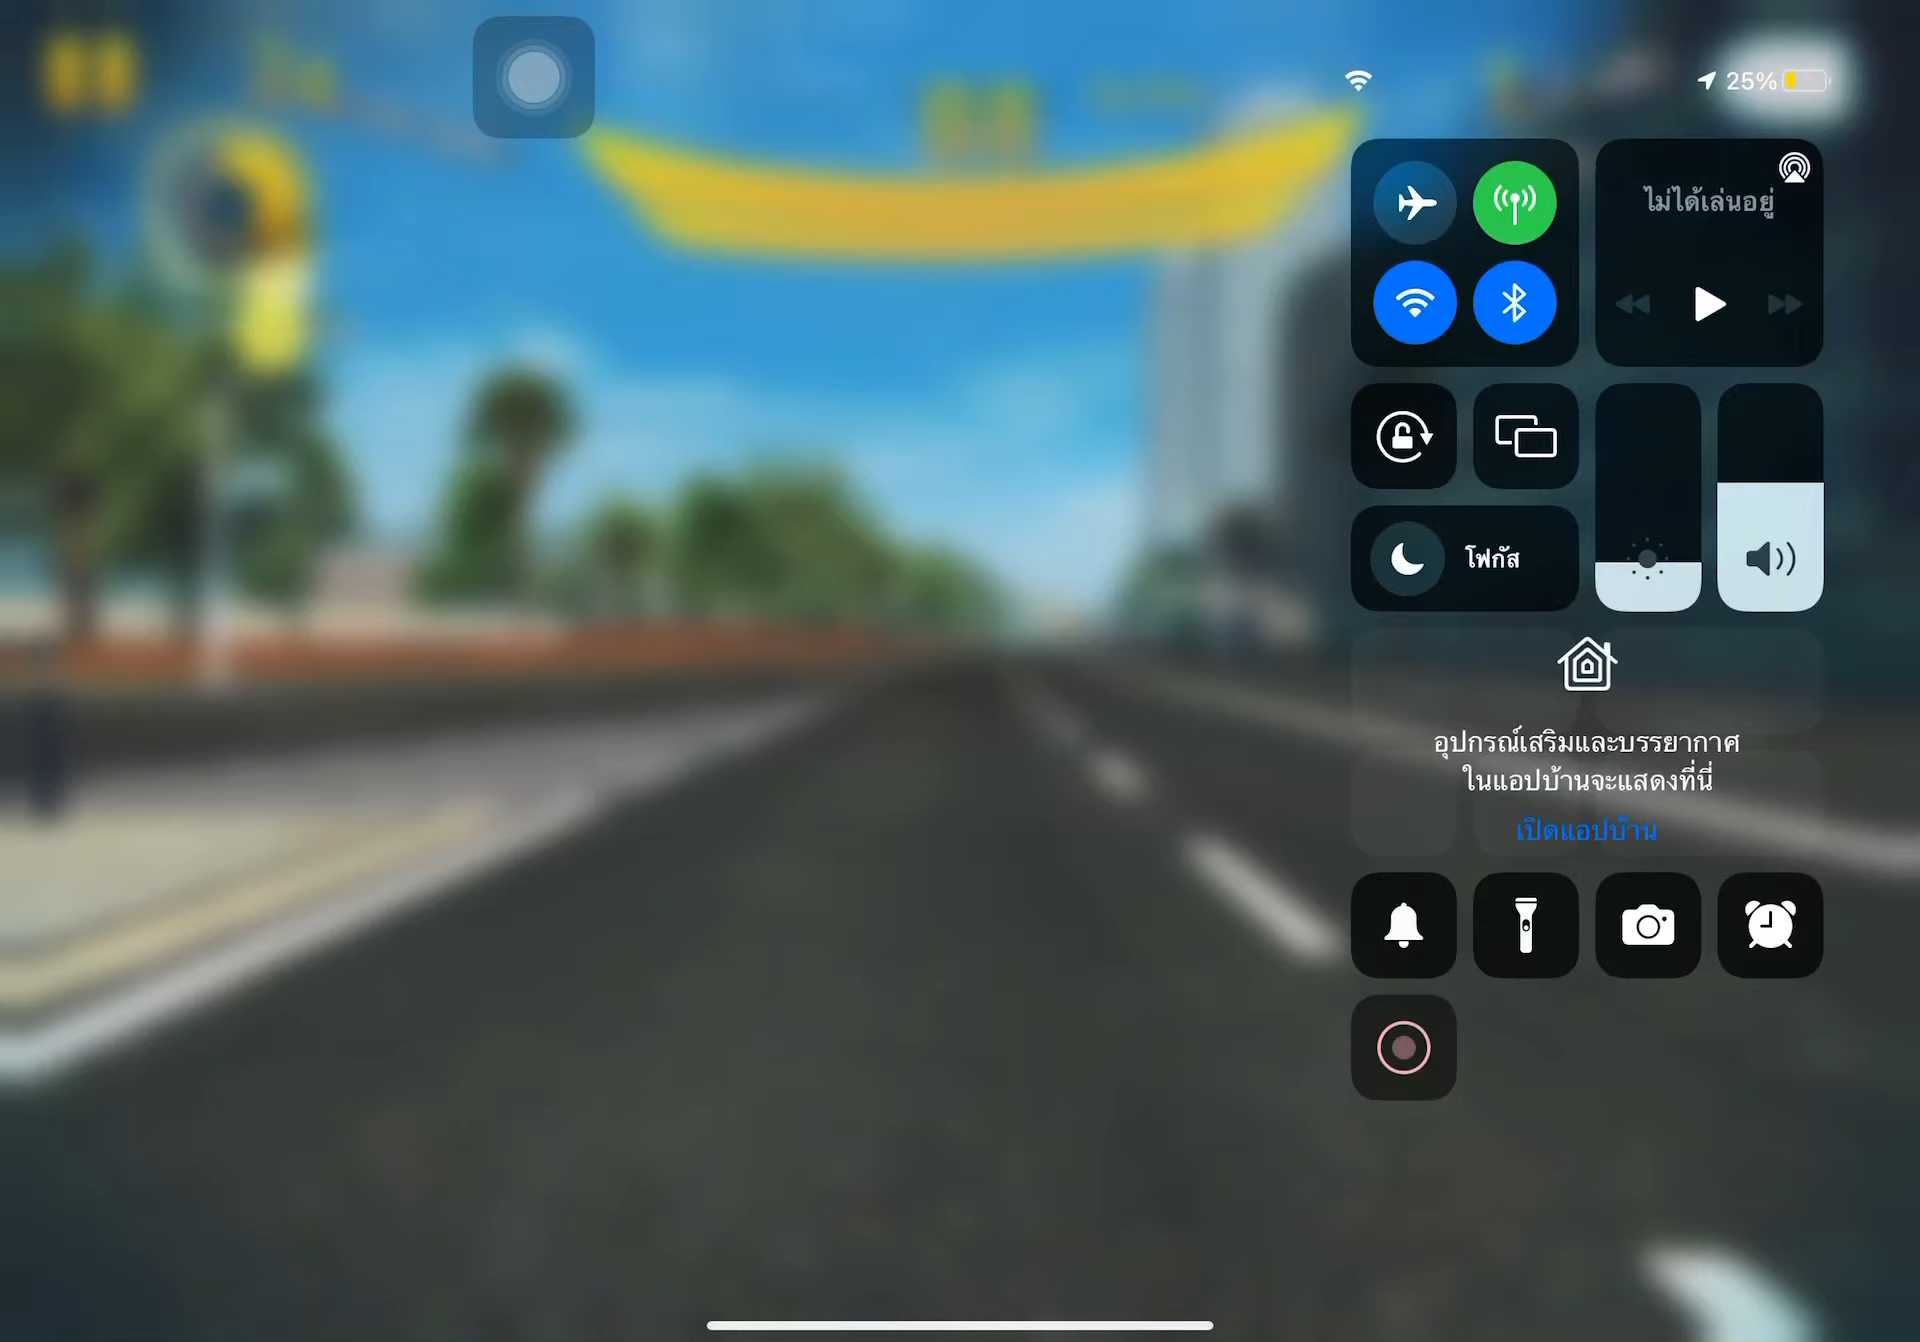 25%
ไม่ได้เล่นอยู่
โฟกัส
อุปกรณ์เสริมและบรรยากาศ
ในแอปบ้านจะแสดงที่นี่
เปิดแอปบ้าน